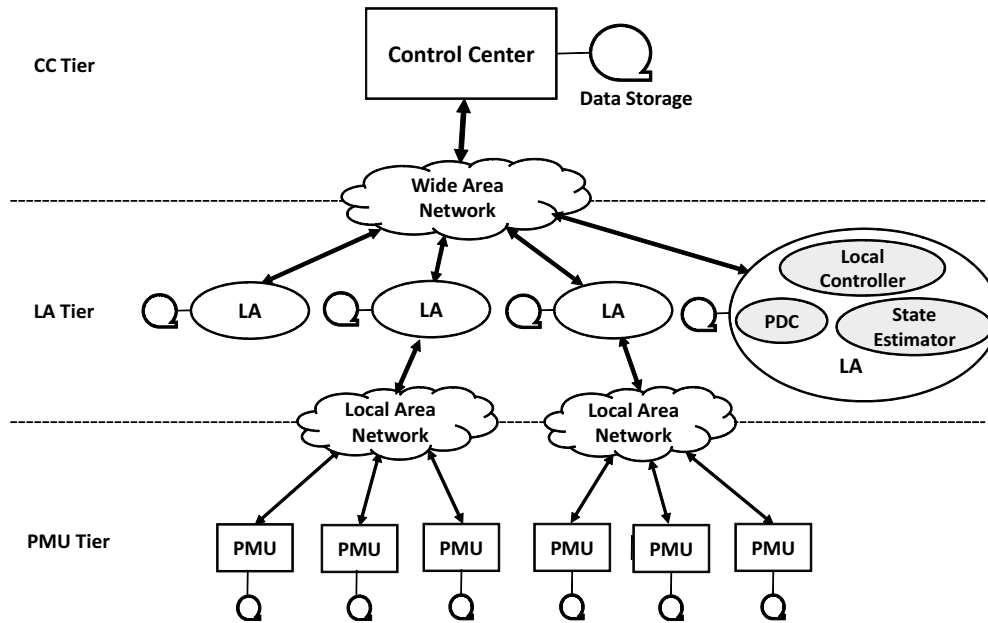 Control Center
CC Tier
Data Storage
Wide Area
Network
Local
Controller
LA Tier
LA
LA
LA
PDC
State
Estimator
LA
Local Area
Network
Local Area
Network
PMU Tier
PMU
PMU
PMU
PMU
PMU
PMU